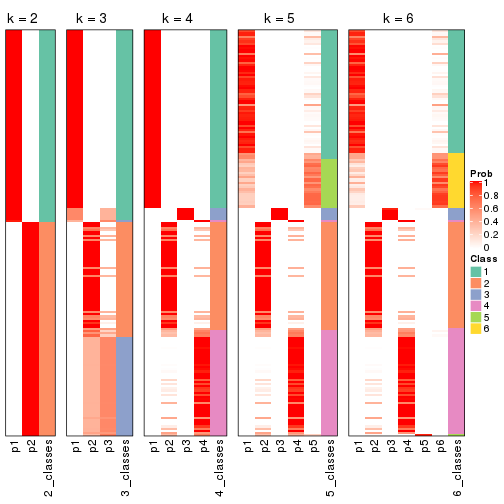 k = 2
k = 3
k = 4
k = 5
k = 6
p1
p2
2_classes
p1
p2
p3
3_classes
p1
p2
p3
p4
4_classes
p1
p2
p3
p4
p5
5_classes
p1
p2
p3
p4
p5
p6
6_classes
Prob
1
0.8
0.6
0.4
0.2
0
Class
1
2
3
4
5
6